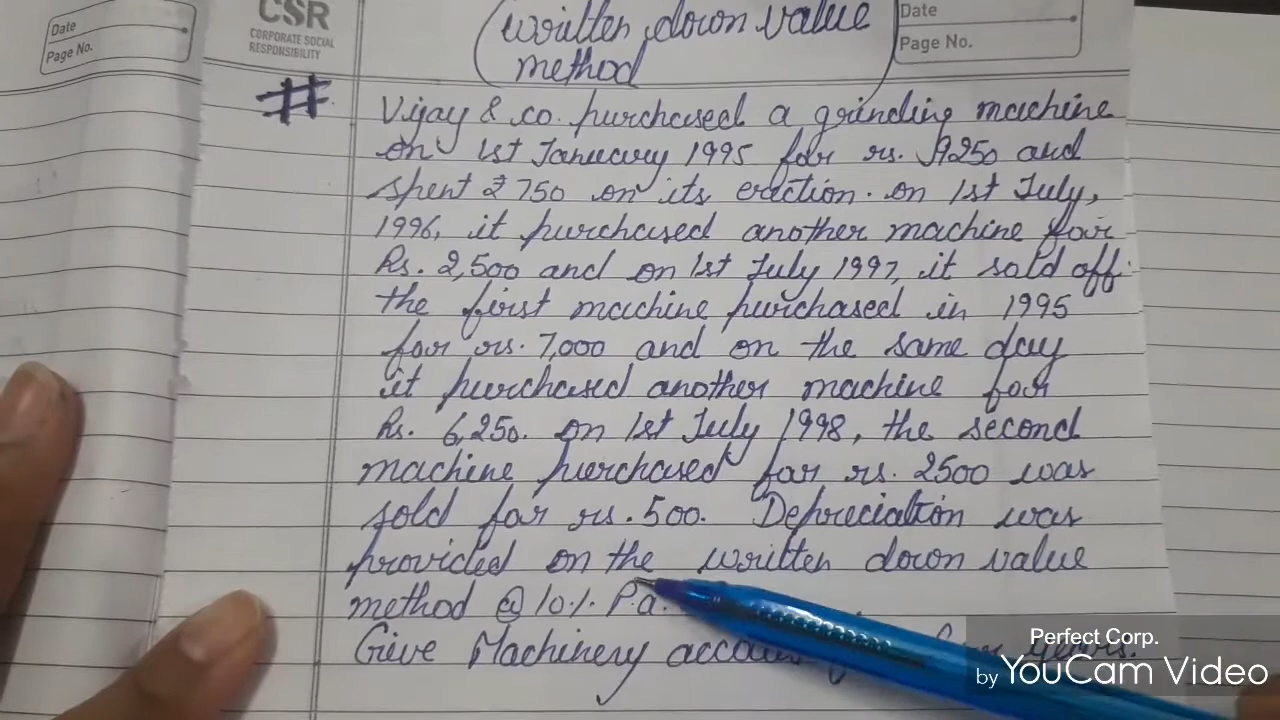 Date
Page No.
CSR
CORPORATE SOCIAL
RESPONSIBILITY
Date
Page No.
(written down value
method)
# Vijay & co. purchased a grinding machine
on 1st January 1995 for rs. 9250 and
spent ₹ 750 on its erection. on 1st July,
1996, it purchased another machine for
Rs. 2,500 and on 1st July 1997, it sold off
the first machine purchased in 1995
for rs. 7,000 and on the same day
it purchased another machine for
Rs. 6,250. on 1st July 1998, the second
machine purchased for rs. 2500 was
sold for rs. 500. Depreciation was
provided on the written down value
method @ 10% P.a.
Give Machinery years.
Perfect Corp.
by YouCam Video